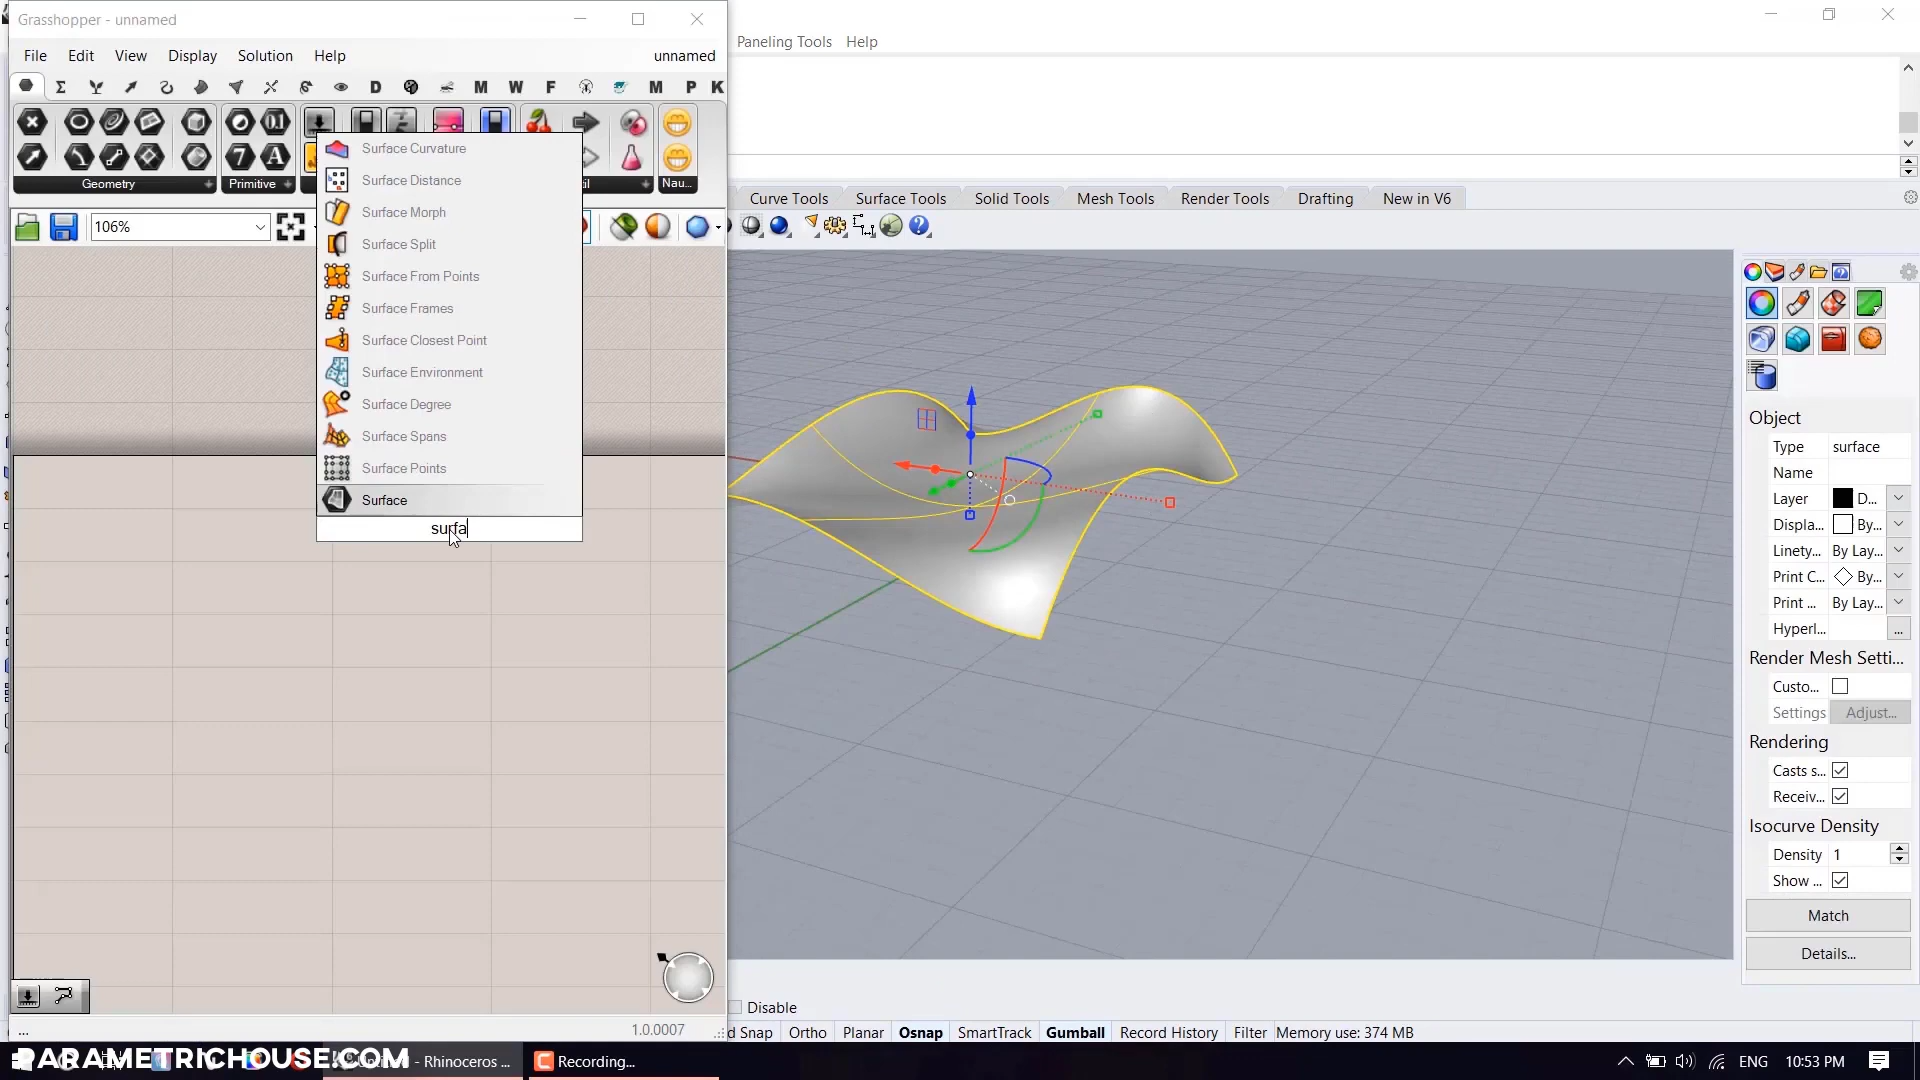 Grasshopper - unnamed
File Edit View Display Solution Help unnamed
D M W F M P K
Geometry Primitive Nau...
106%
Surface Curvature
Surface Distance
Surface Morph
Surface Split
Surface From Points
Surface Frames
Surface Closest Point
Surface Environment
Surface Degree
Surface Spans
Surface Points
Surface
surfa
... 1.0.0007
Paneling Tools Help
Curve Tools Surface Tools Solid Tools Mesh Tools Render Tools Drafting New in V6
Object
Type surface
Name
Layer D...
Displa... By...
Linety... By Lay...
Print C... By...
Print ... By Lay...
Hyperl... ...
Render Mesh Setti...
Custo...
Settings Adjust...
Rendering
Casts s...
Receiv...
Isocurve Density
Density 1
Show ...
Match
Details...
Disable
d Snap Ortho Planar Osnap SmartTrack Gumball Record History Filter Memory use: 374 MB
PARAMETRICHOUSE.COM - Rhinoceros ... Recording... ENG 10:53 PM